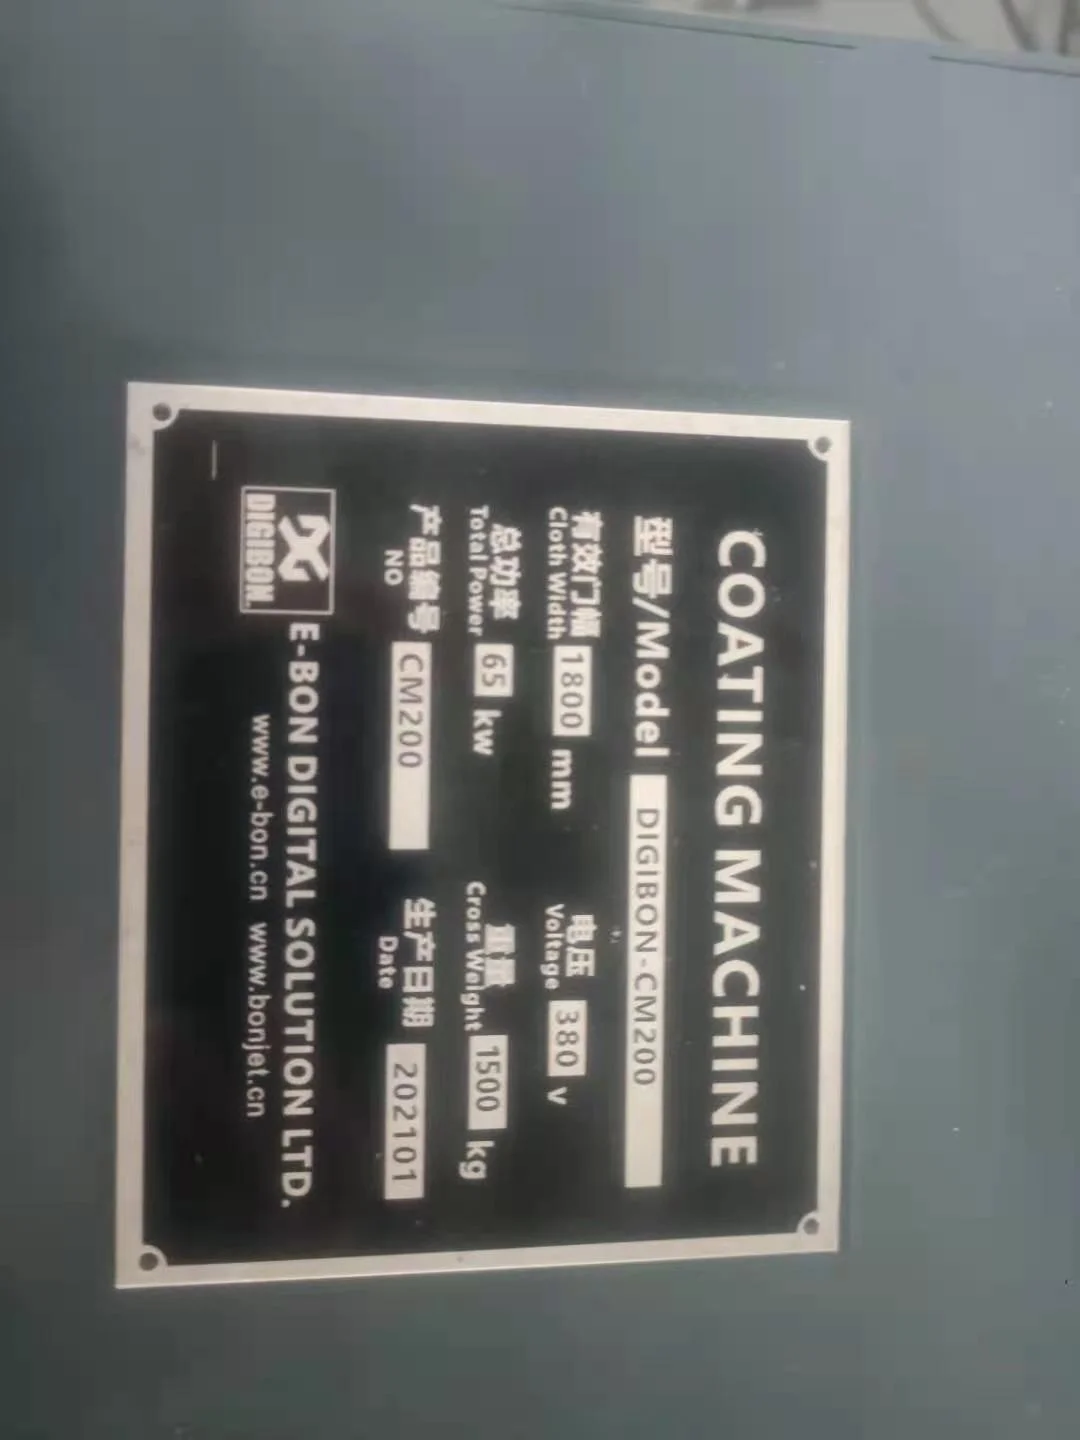 COATING MACHINE
型号/Model DIGIBON-CM200
有效门幅 1800 mm 电压 380 v
Cloth Width Voltage
总功率 65 kw 重量 1500 kg
Total Power Cross Weight
产品编号 CM200 生产日期 202101
NO Date
DIGIBON E-BON DIGITAL SOLUTION LTD.
www.e-bon.cn www.bonjet.cn